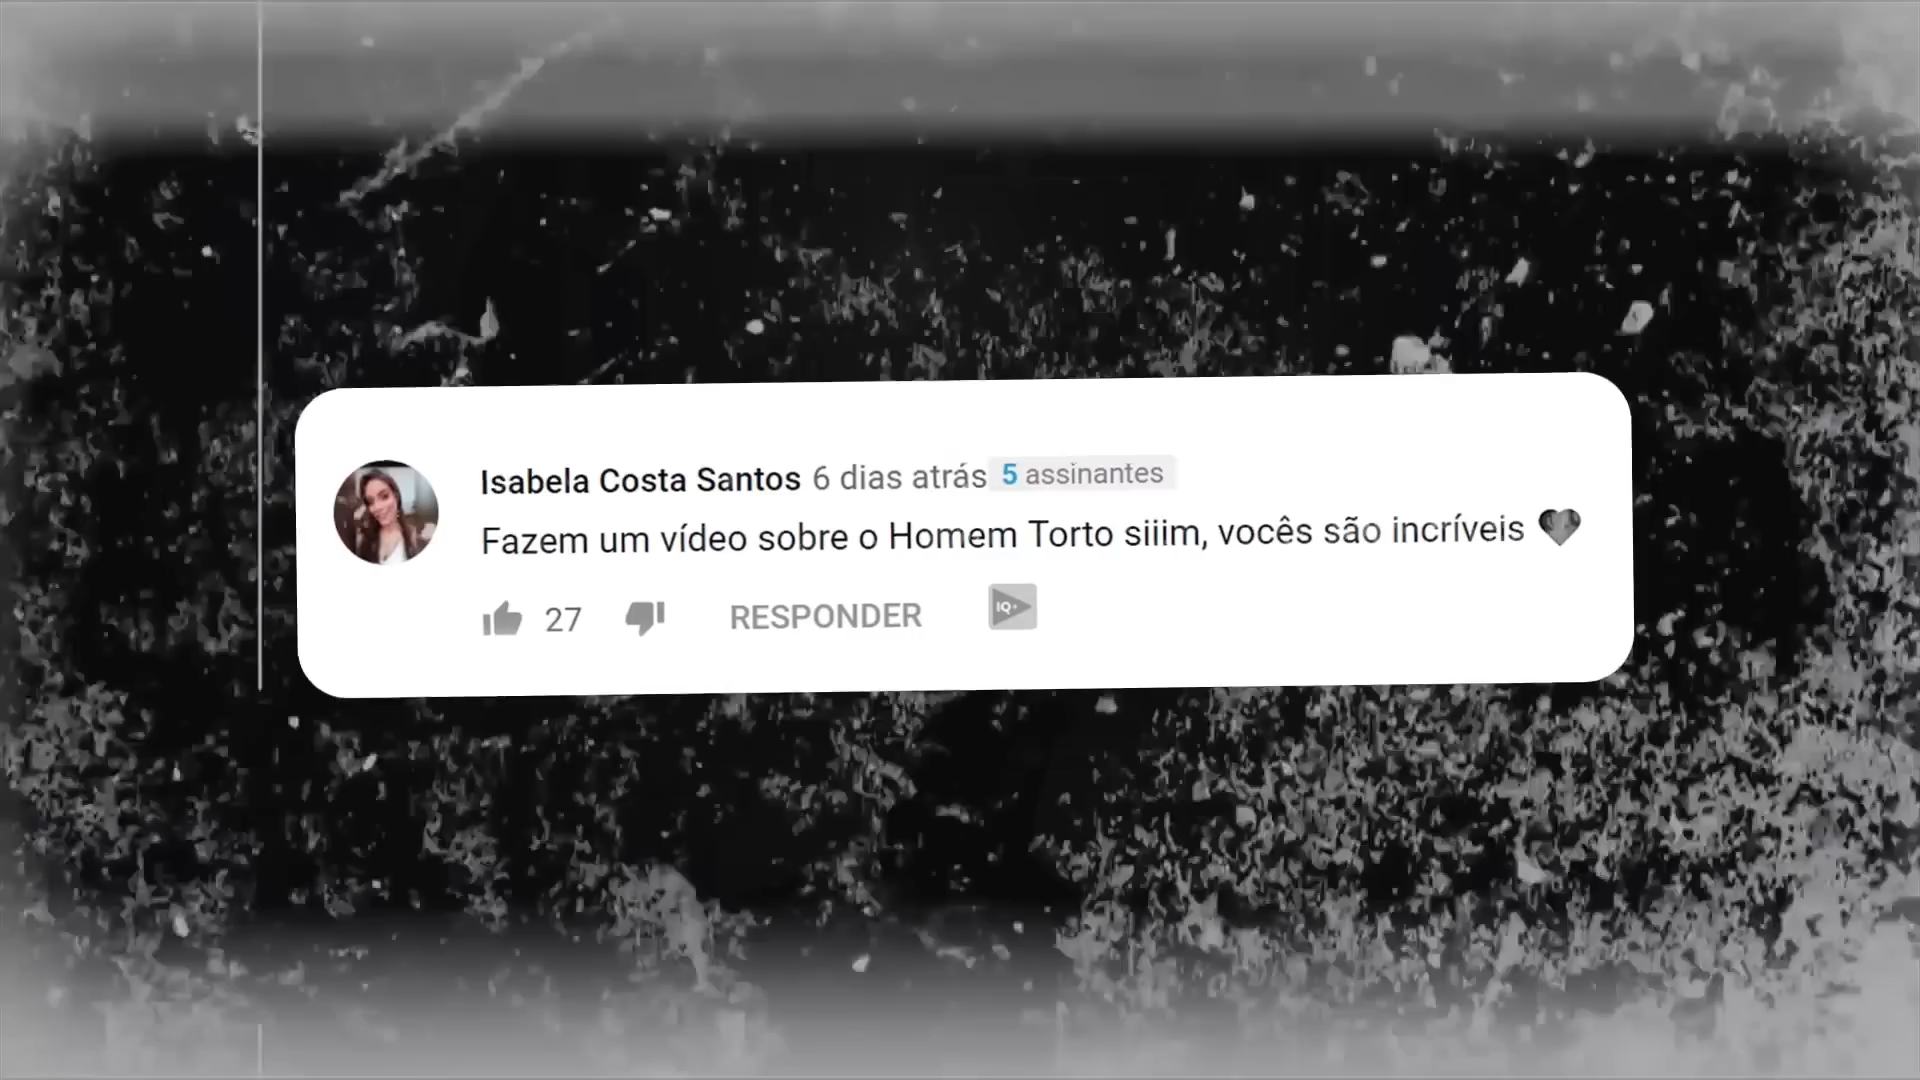 Isabela Costa Santos 6 dias atrás 5 assinantes
Fazem um vídeo sobre o Homem Torto siiim, vocês são incríveis 🖤
27 RESPONDER IQ+